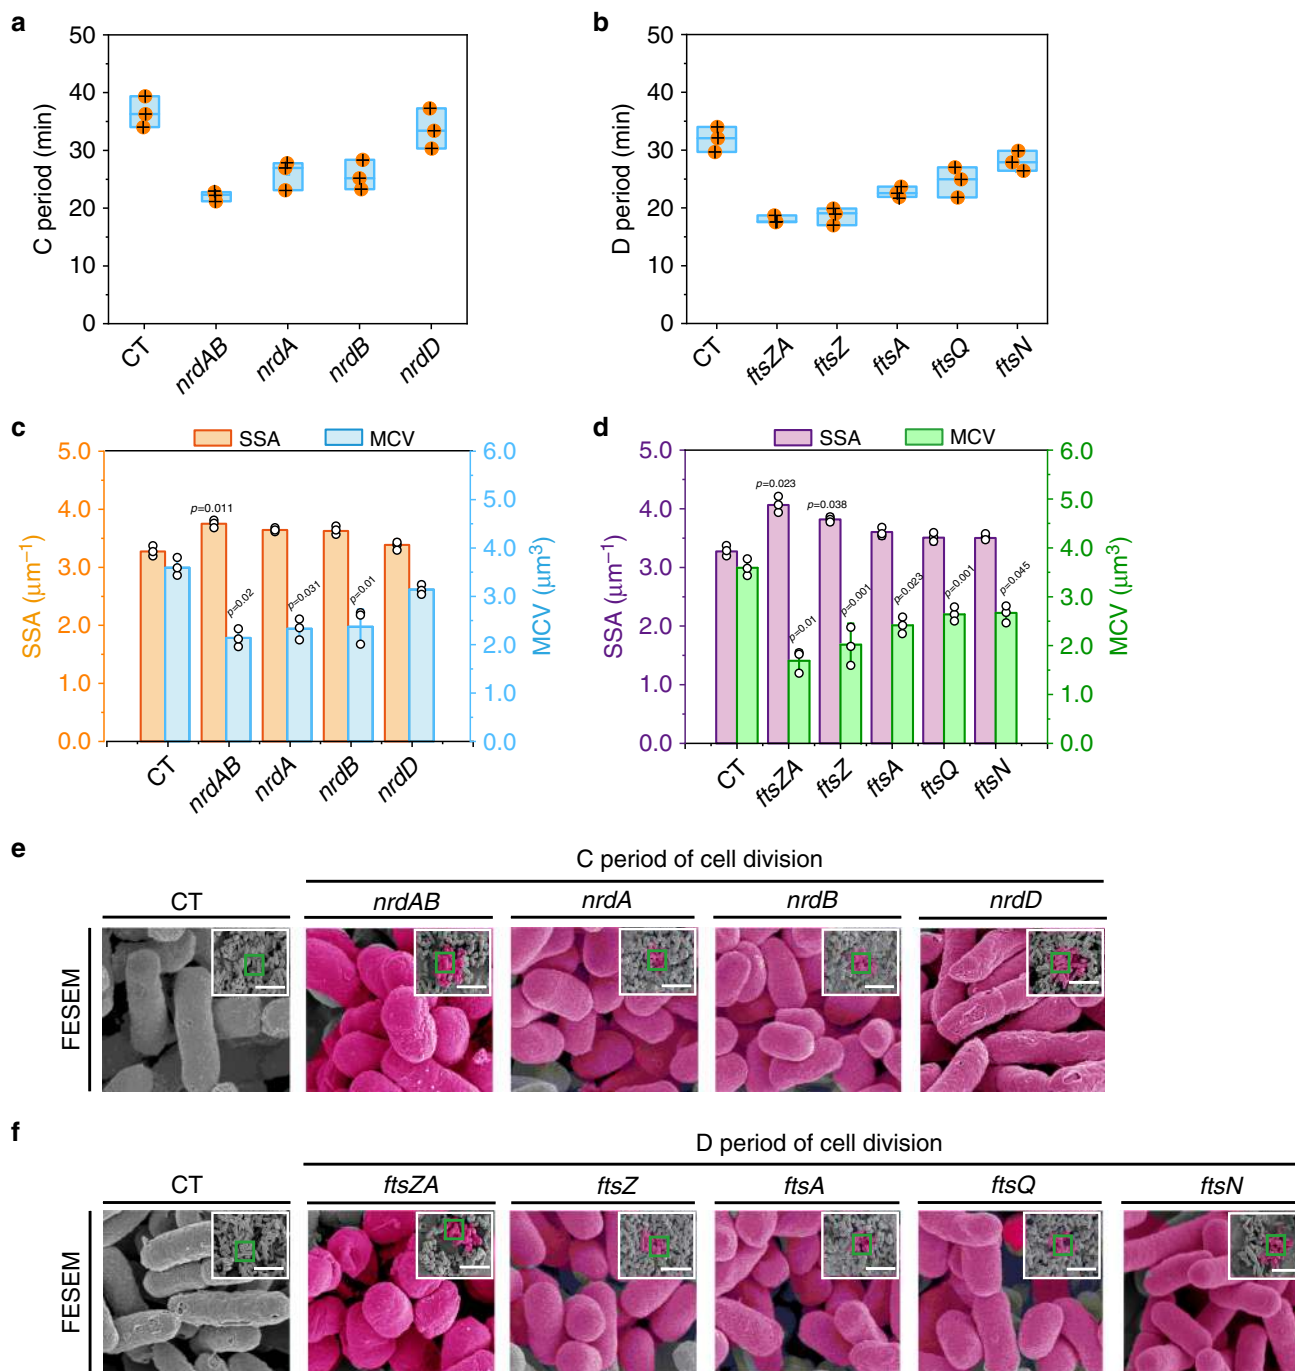 a
50
40
30
20
10
0
C period (min)
CT
nrdAB
nrdA
nrdB
nrdD
b
50
40
30
20
10
0
D period (min)
CT
ftsZA
ftsZ
ftsA
ftsQ
ftsN
c
SSA
MCV
5.0
4.0
3.0
2.0
1.0
0.0
SSA (μm⁻¹)
p=0.011
p=0.02
p=0.031
p=0.01
6.0
5.0
4.0
3.0
2.0
1.0
0.0
MCV (μm³)
CT
nrdAB
nrdA
nrdB
nrdD
d
SSA
MCV
5.0
4.0
3.0
2.0
1.0
0.0
SSA (μm⁻¹)
p=0.023
p=0.038
p=0.01
p=0.001
p=0.023
p=0.001
p=0.045
6.0
5.0
4.0
3.0
2.0
1.0
0.0
MCV (μm³)
CT
ftsZA
ftsZ
ftsA
ftsQ
ftsN
e
C period of cell division
CT
nrdAB
nrdA
nrdB
nrdD
FESEM
f
D period of cell division
CT
ftsZA
ftsZ
ftsA
ftsQ
ftsN
FESEM